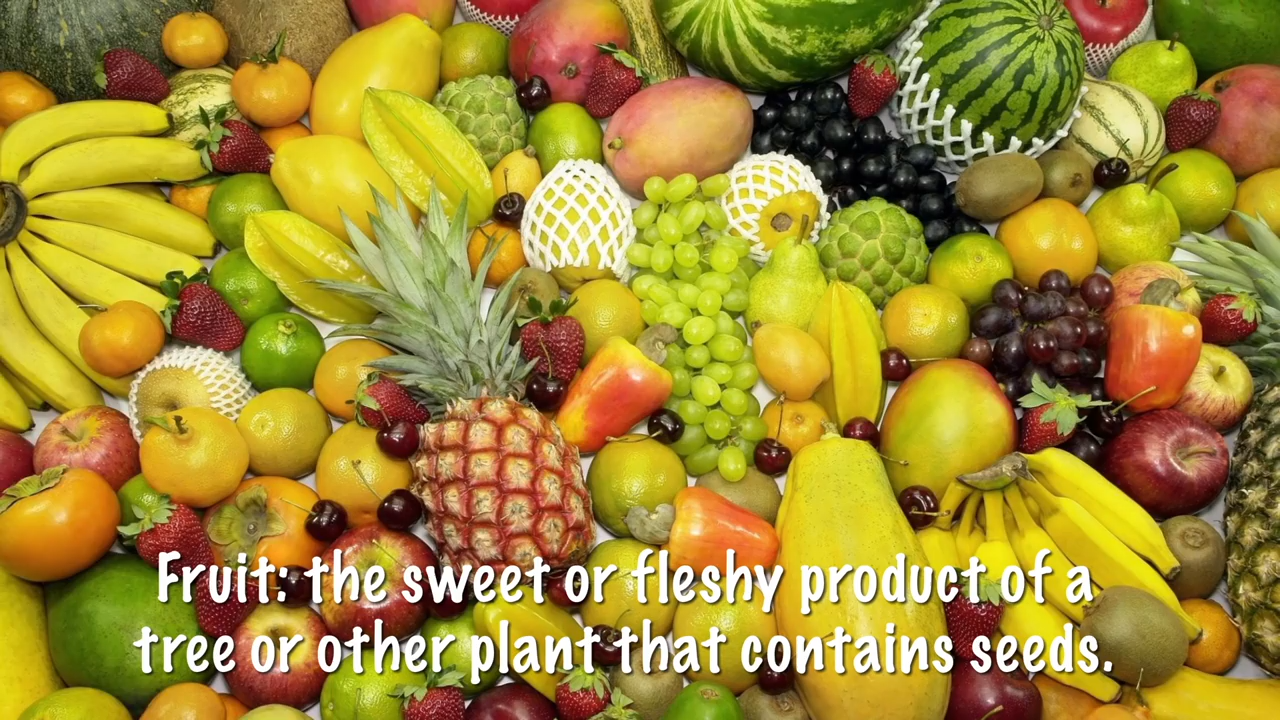 Fruit: the sweet or fleshy product of a
tree or other plant that contains seeds.